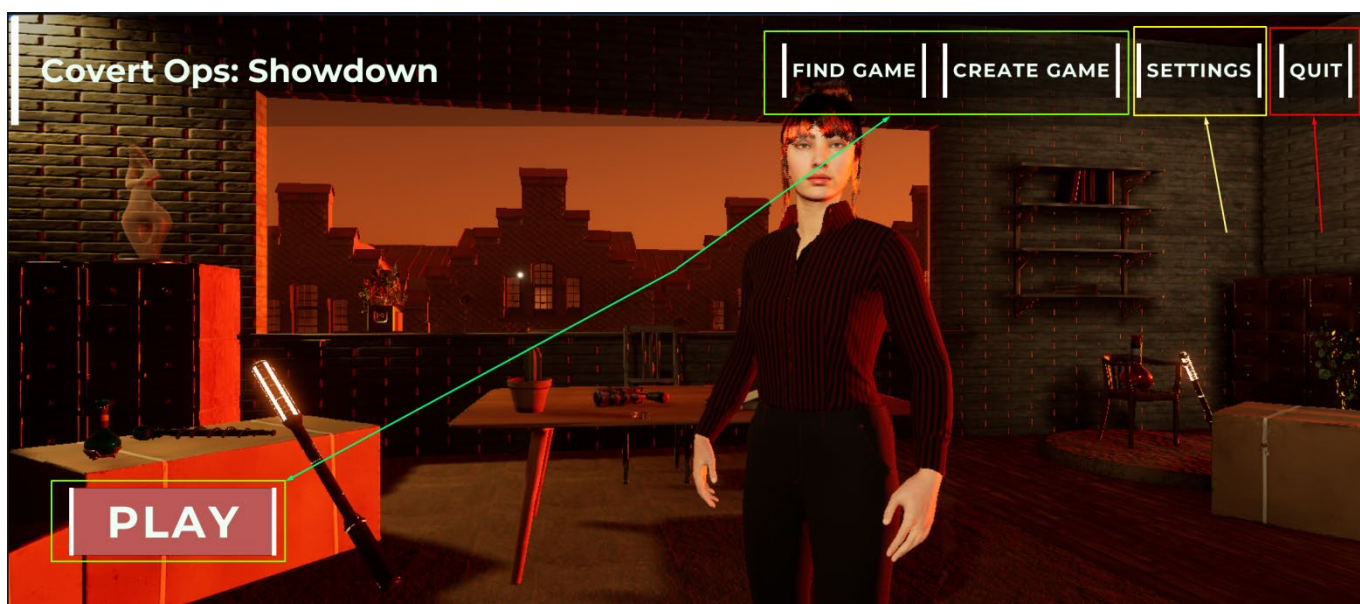 Covert Ops: Showdown
FIND GAME
CREATE GAME
SETTINGS
QUIT
PLAY